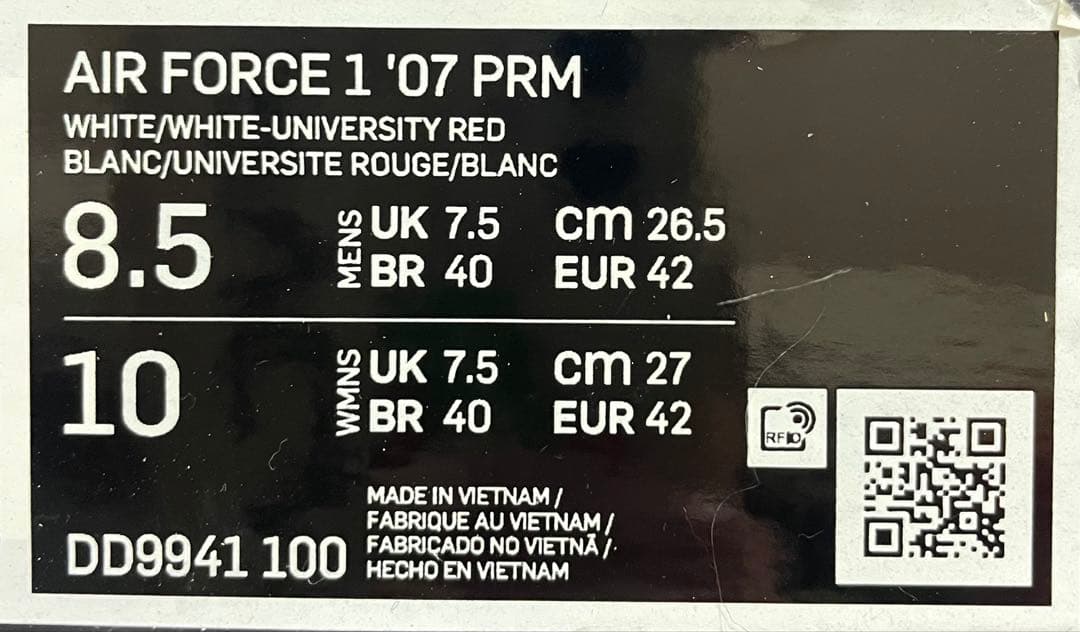 AIR FORCE 1 '07 PRM
WHITE/WHITE-UNIVERSITY RED
BLANC/UNIVERSITE ROUGE/BLANC
8.5 MENS UK 7.5 cm 26.5
BR 40 EUR 42
10 WMNS UK 7.5 cm 27
BR 40 EUR 42
RFID
MADE IN VIETNAM /
FABRIQUE AU VIETNAM /
FABRICADO NO VIETNÃ /
HECHO EN VIETNAM
DD9941 100